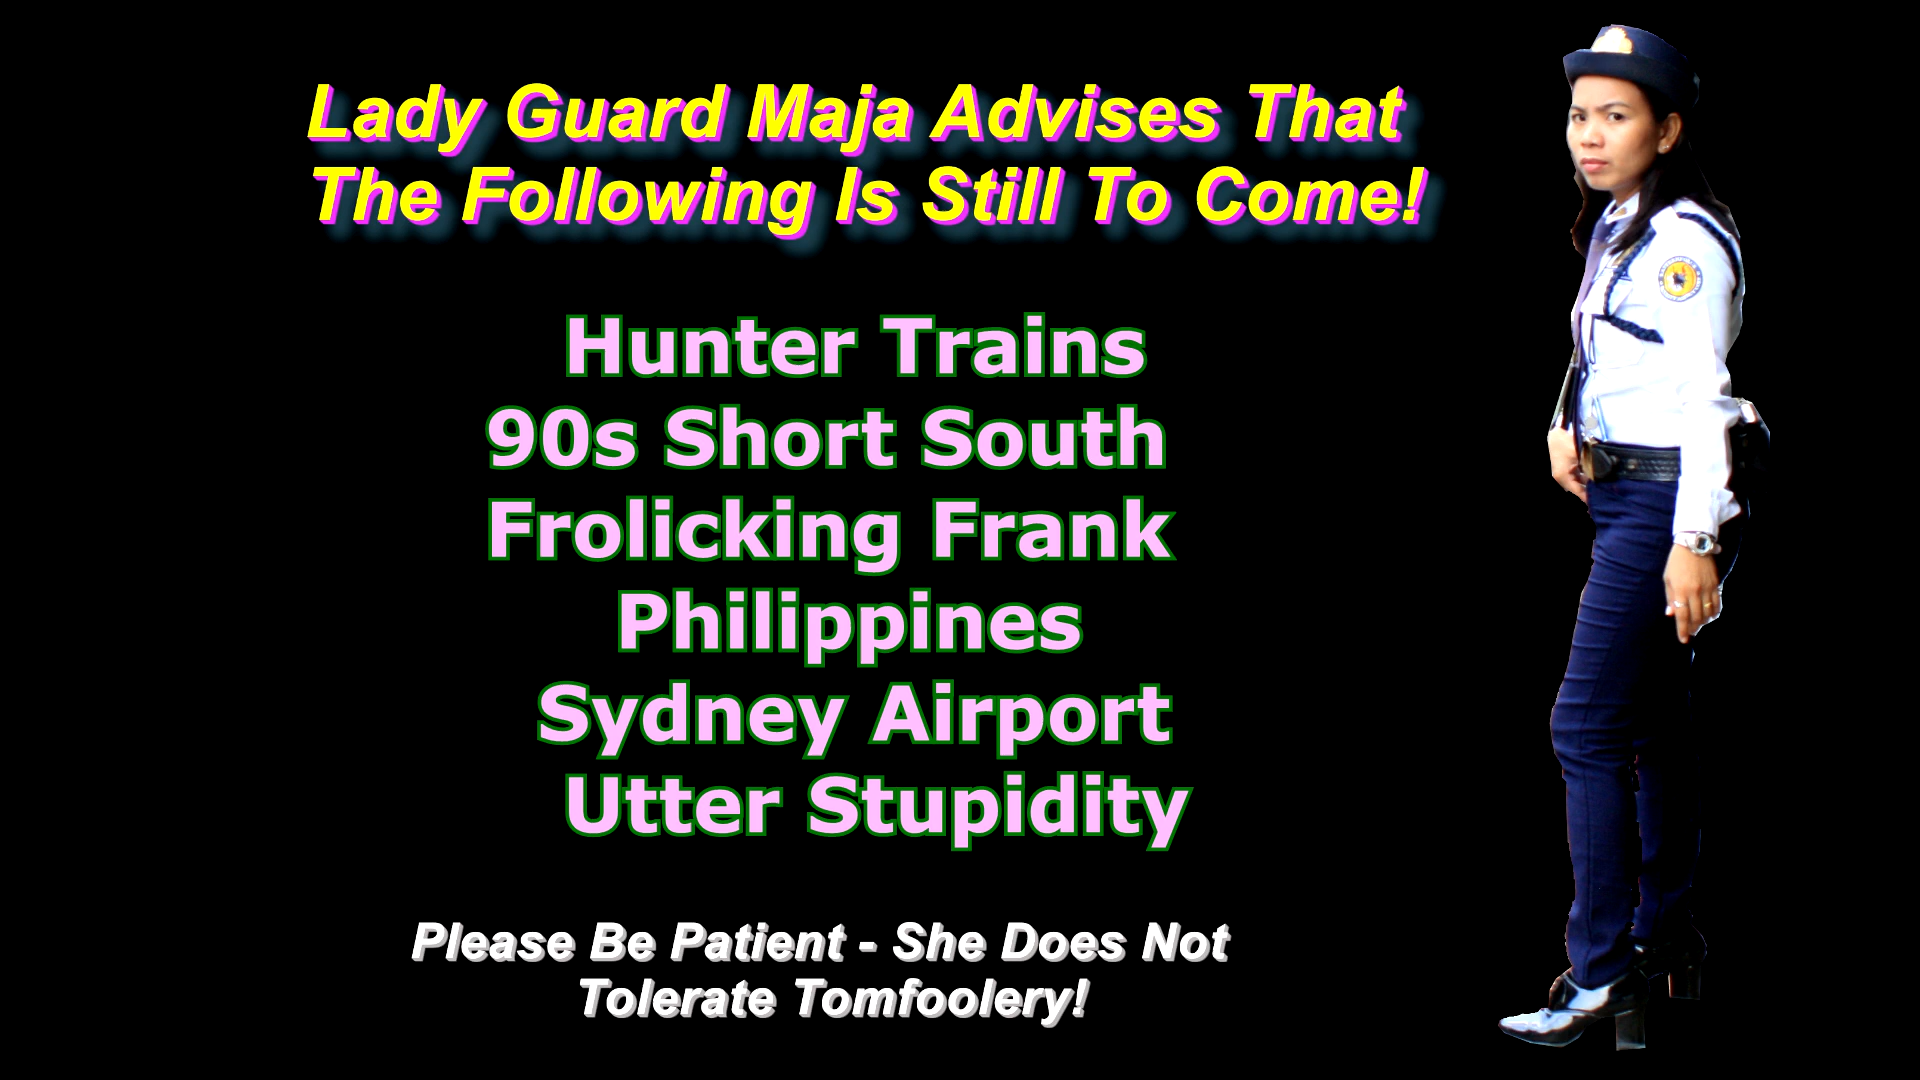 Lady Guard Maja Advises That
The Following Is Still To Come!
Hunter Trains
90s Short South
Frolicking Frank
Philippines
Sydney Airport
Utter Stupidity
Please Be Patient - She Does Not
Tolerate Tomfoolery!